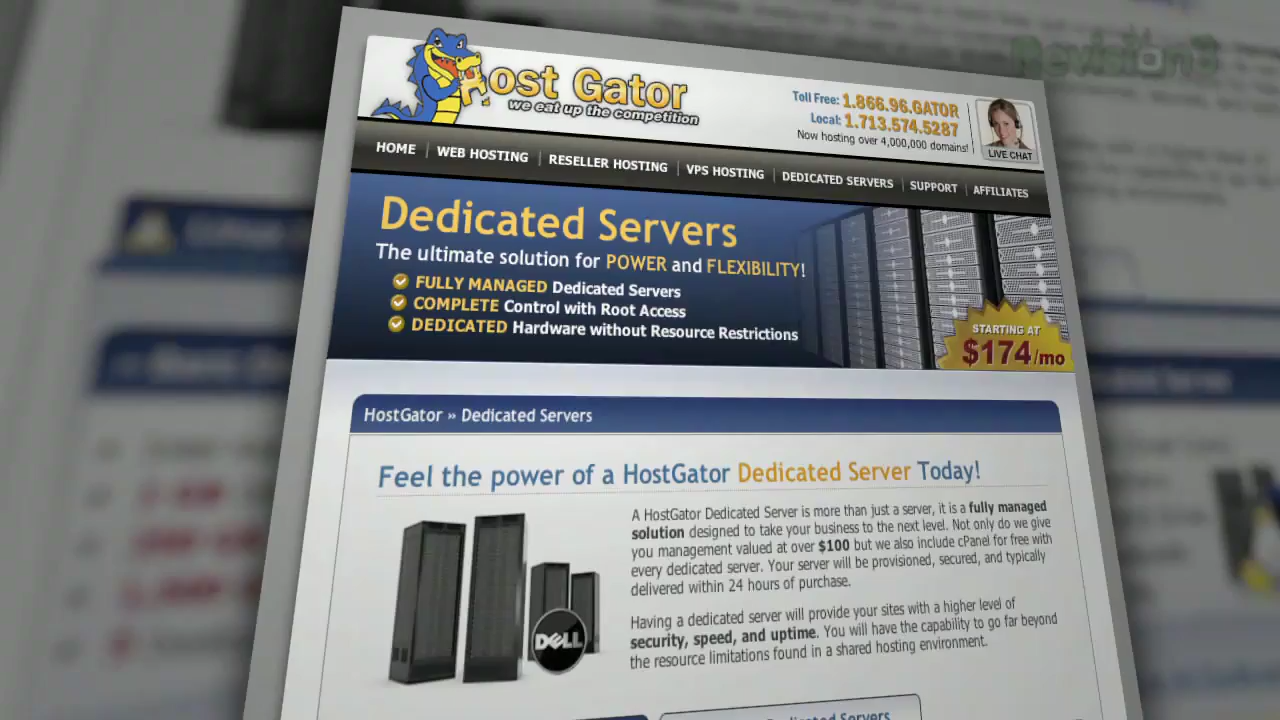 Revision3
Host Gator
we eat up the competition
Toll Free: 1.866.96.GATOR
Local: 1.713.574.5287
Now hosting over 4,000,000 domains!
LIVE CHAT
HOME
WEB HOSTING
RESELLER HOSTING
VPS HOSTING
DEDICATED SERVERS
SUPPORT
AFFILIATES
Dedicated Servers
The ultimate solution for POWER and FLEXIBILITY!
FULLY MANAGED Dedicated Servers
COMPLETE Control with Root Access
DEDICATED Hardware without Resource Restrictions
STARTING AT
$174/mo
HostGator » Dedicated Servers
Feel the power of a HostGator Dedicated Server Today!
A HostGator Dedicated Server is more than just a server, it is a fully managed
solution designed to take your business to the next level. Not only do we give
you management valued at over $100 but we also include cPanel for free with
every dedicated server. Your server will be provisioned, secured, and typically
delivered within 24 hours of purchase.
Having a dedicated server will provide your sites with a higher level of
security, speed, and uptime. You will have the capability to go far beyond
the resource limitations found in a shared hosting environment.
DELL
Dedicated Servers